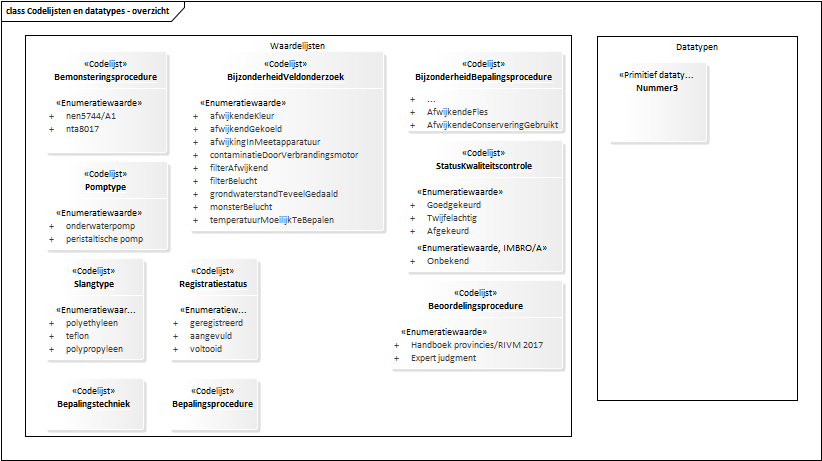 class Codelijsten en datatypes - overzicht
Waardelijsten
«Codelijst»
Bemonsteringsprocedure
«Enumeratiewaarde»
+ nen5744/A1
+ nta8017
«Codelijst»
Pomptype
«Enumeratiewaarde»
+ onderwaterpomp
+ peristaltische pomp
«Codelijst»
Slangtype
«Enumeratiewaar...
+ polyethyleen
+ teflon
+ polypropyleen
«Codelijst»
Registratiestatus
«Enumeratiew...
+ geregistreerd
+ aangevuld
+ voltooid
«Codelijst»
Bepalingstechniek
«Codelijst»
Bepalingsprocedure
«Codelijst»
BijzonderheidVeldonderzoek
«Enumeratiewaarde»
+ afwijkendeKleur
+ afwijkendGekoeld
+ afwijkingInMeetapparatuur
+ contaminatieDoorVerbrandingsmotor
+ filterAfwijkend
+ filterBelucht
+ grondwaterstandTeveelGedaald
+ monsterBelucht
+ temperatuurMoeilijkTeBepalen
«Codelijst»
BijzonderheidBepalingsprocedure
+ ...
+ AfwijkendeFles
+ AfwijkendeConserveringGebruikt
«Codelijst»
StatusKwaliteitscontrole
«Enumeratiewaarde»
+ Goedgekeurd
+ Twijfelachtig
+ Afgekeurd
«Enumeratiewaarde, IMBRO/A»
+ Onbekend
«Codelijst»
Beoordelingsprocedure
«Enumeratiewaarde»
+ Handboek provincies/RIVM 2017
+ Expert judgment
Datatypen
«Primitief dataty...
Nummer3